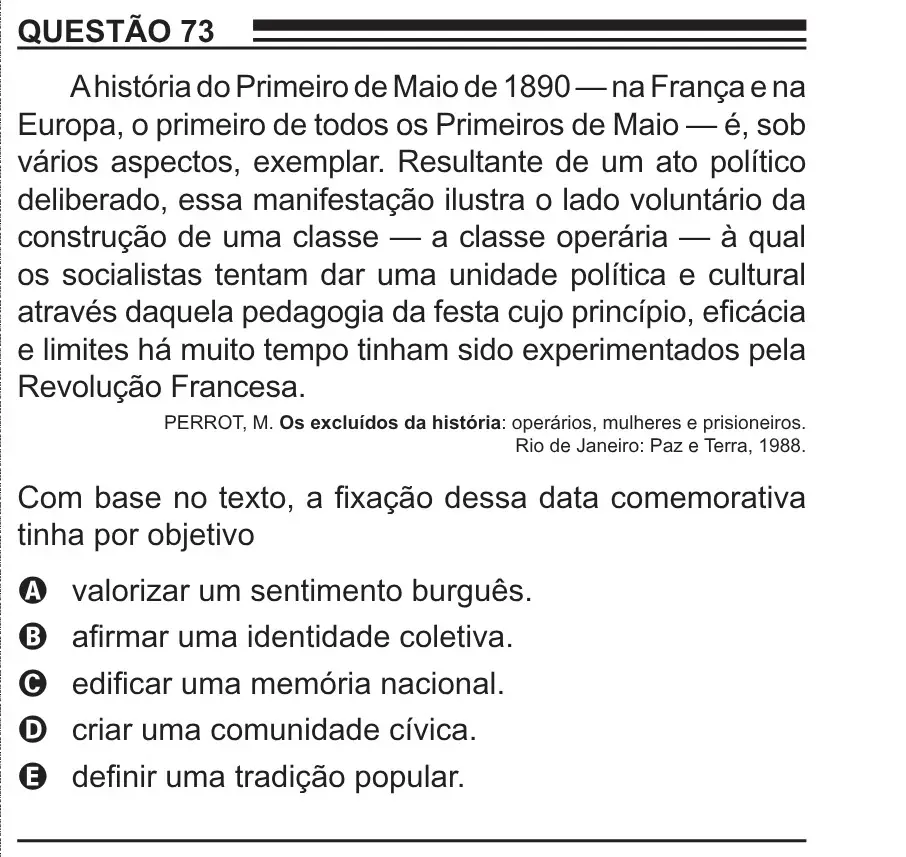 QUESTÃO 73
A história do Primeiro de Maio de 1890 — na França e na
Europa, o primeiro de todos os Primeiros de Maio — é, sob
vários aspectos, exemplar. Resultante de um ato político
deliberado, essa manifestação ilustra o lado voluntário da
construção de uma classe — a classe operária — à qual
os socialistas tentam dar uma unidade política e cultural
através daquela pedagogia da festa cujo princípio, eficácia
e limites há muito tempo tinham sido experimentados pela
Revolução Francesa.
PERROT, M. Os excluídos da história: operários, mulheres e prisioneiros.
Rio de Janeiro: Paz e Terra, 1988.
Com base no texto, a fixação dessa data comemorativa
tinha por objetivo
A valorizar um sentimento burguês.
B afirmar uma identidade coletiva.
C edificar uma memória nacional.
D criar uma comunidade cívica.
E definir uma tradição popular.